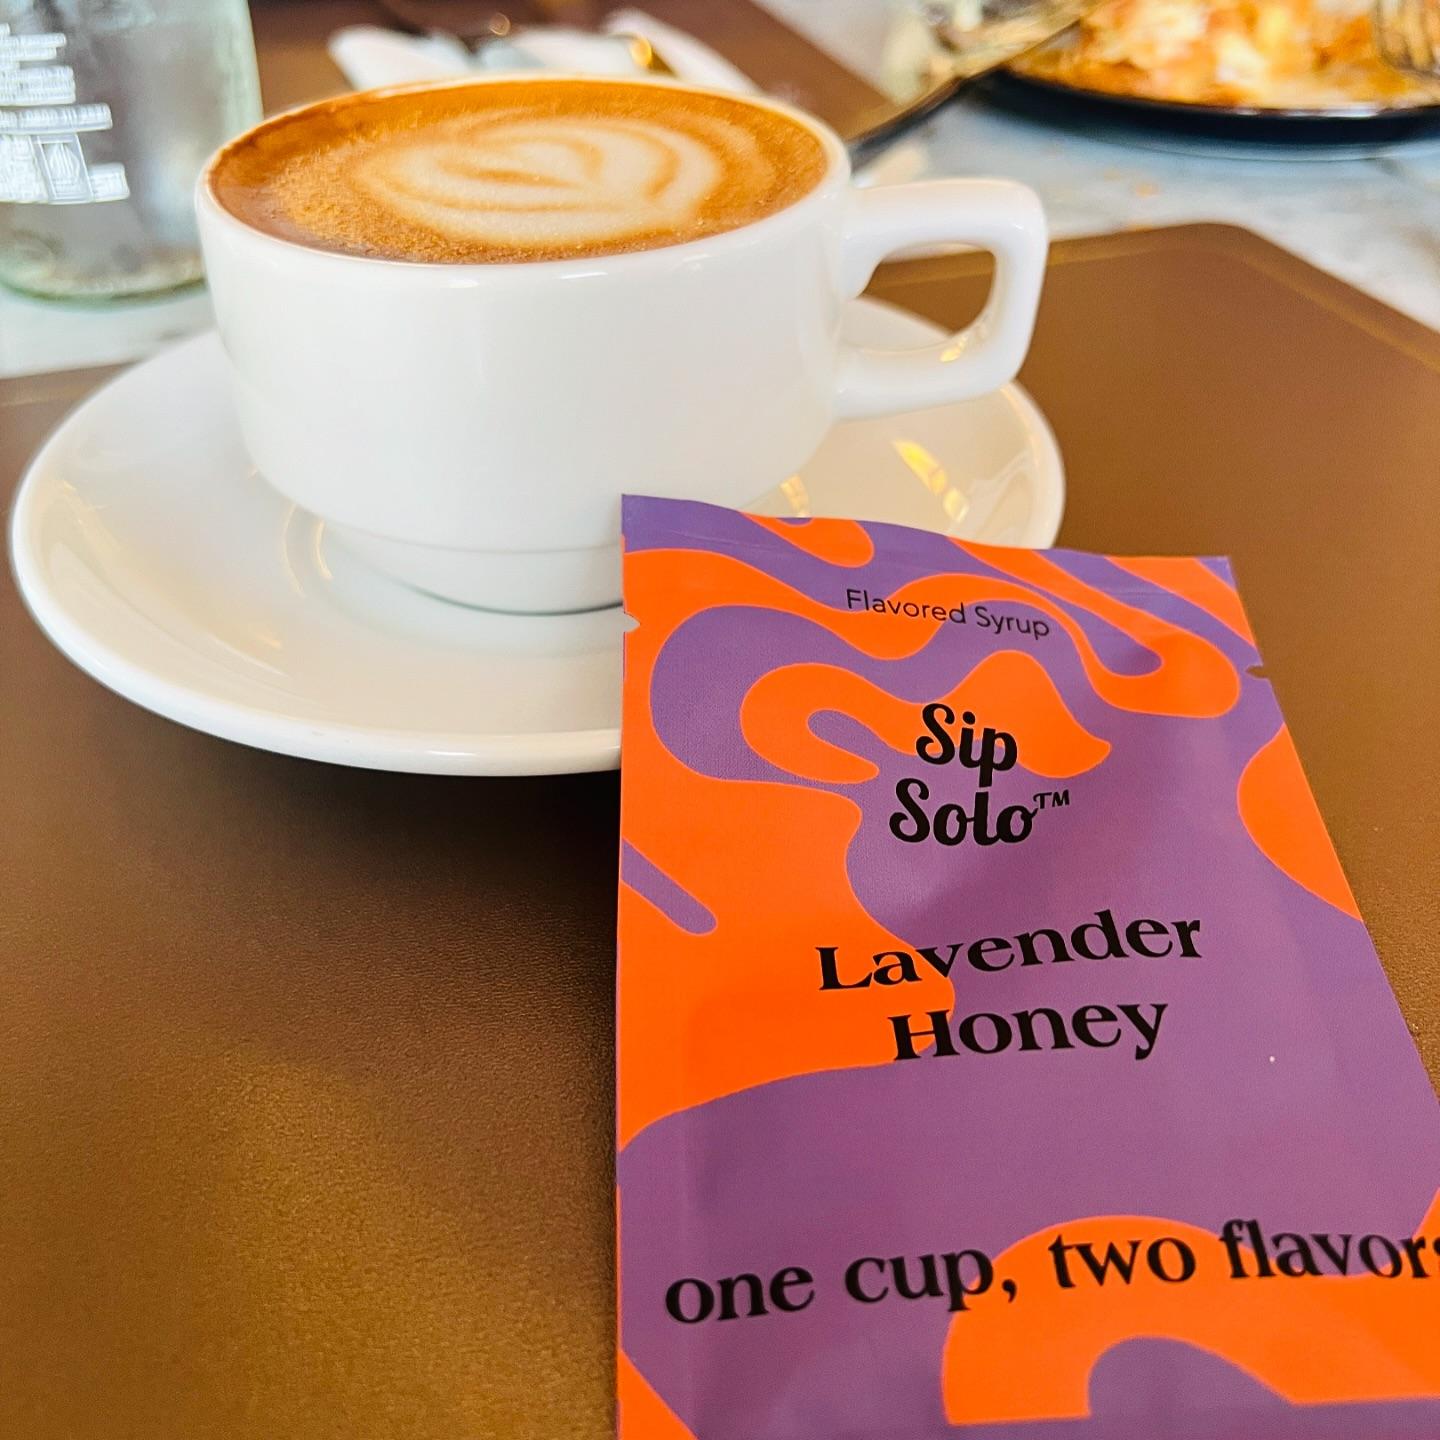 Flavored Syrup
Sip
Solo™
Lavender
Honey
one cup, two flavors